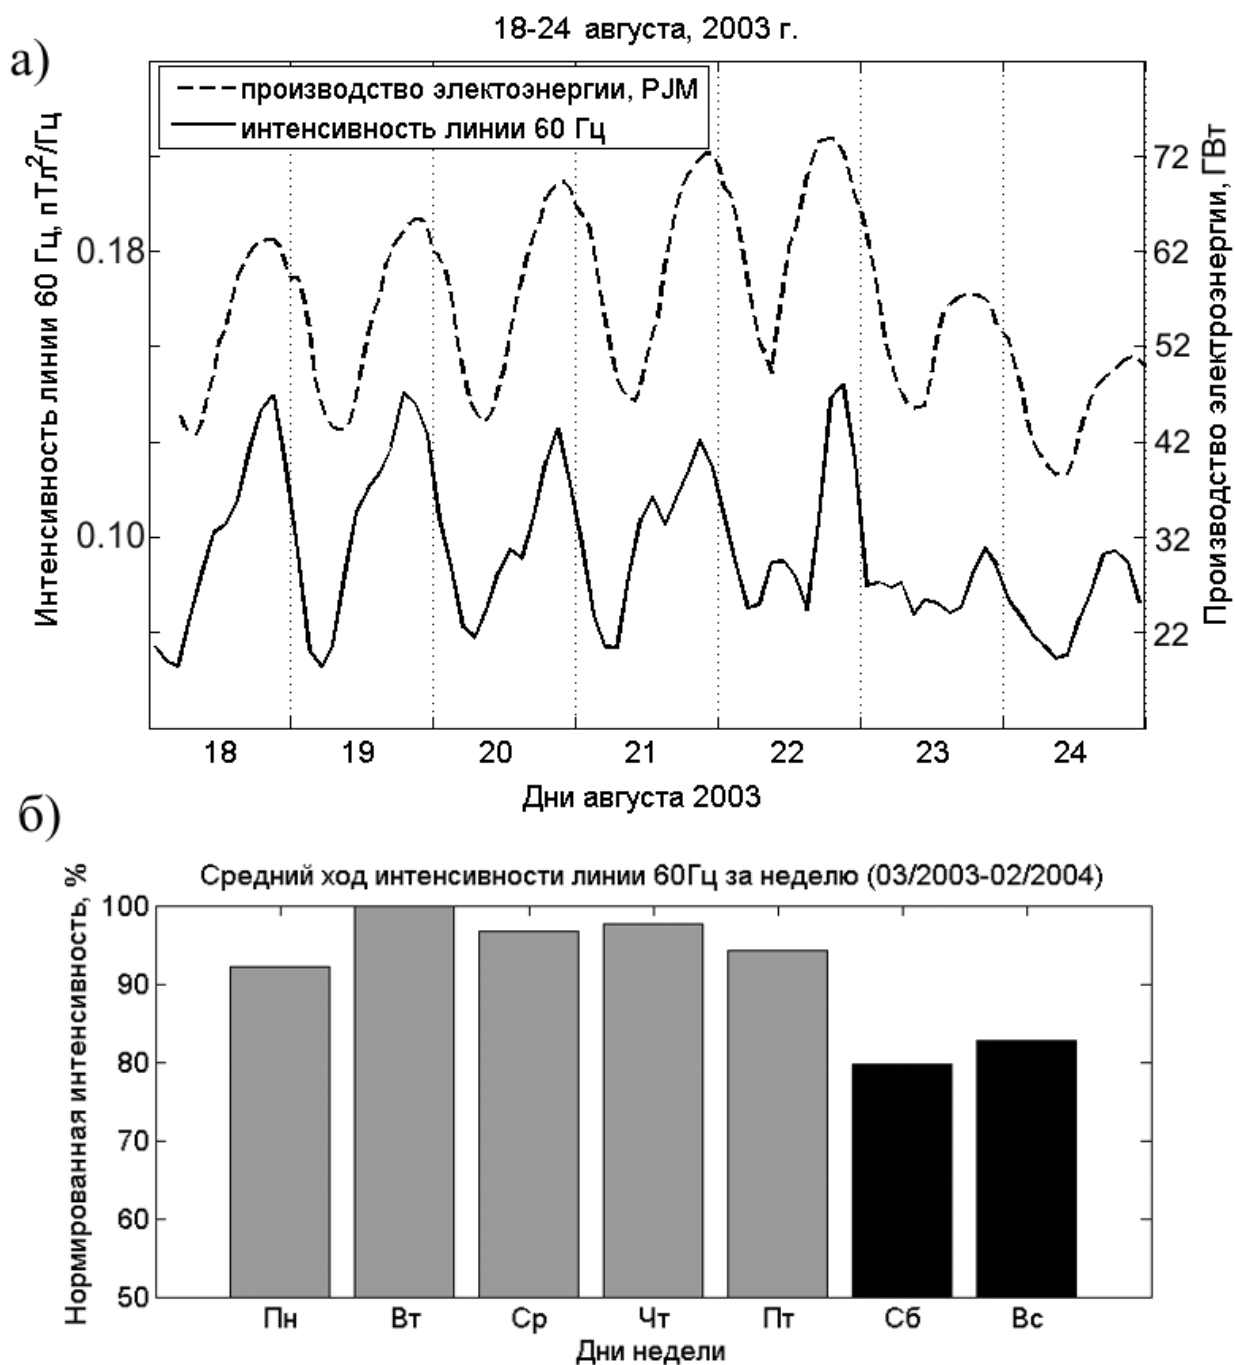 18-24 августа, 2003 г.
а)
производство электоэнергии, PJM
интенсивность линии 60 Гц
Интенсивность линии 60 Гц, пТл²/Гц
0.18
0.10
72
62
52
42
32
22
Производство электроэнергии, ГВт
18 19 20 21 22 23 24
Дни августа 2003
б)
Средний ход интенсивности линии 60Гц за неделю (03/2003-02/2004)
Нормированная интенсивность, %
100
90
80
70
60
50
Пн Вт Ср Чт Пт Сб Вс
Дни недели